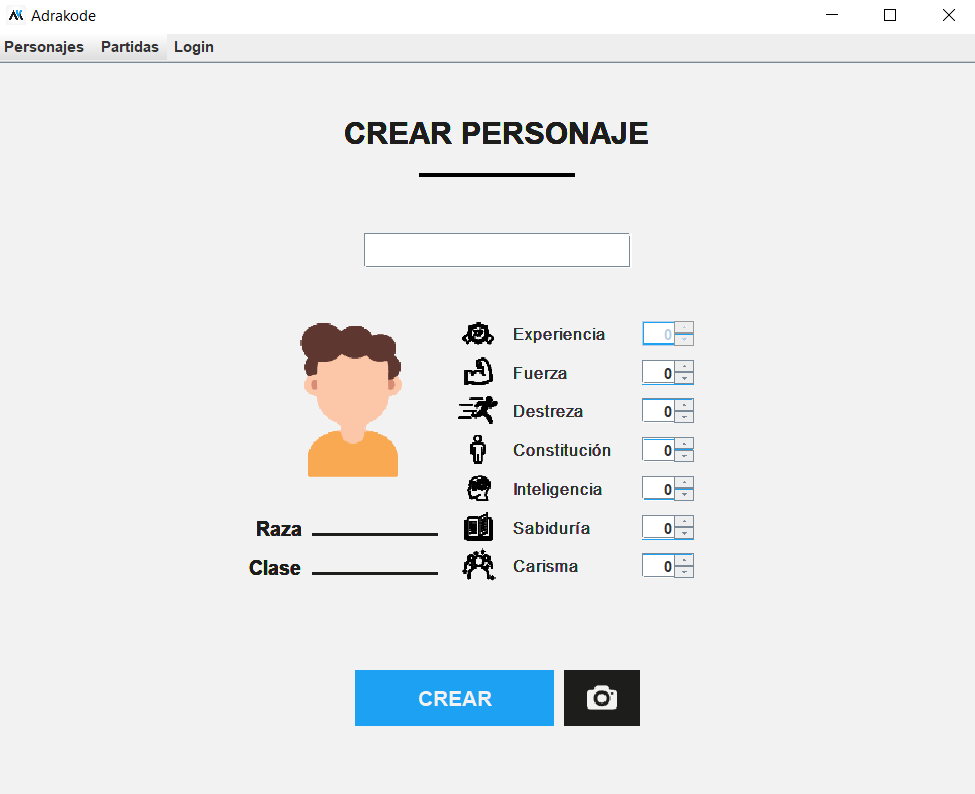 Adrakode
Personajes Partidas Login
CREAR PERSONAJE
Experiencia 0
Fuerza 0
Destreza 0
Constitución 0
Inteligencia 0
Raza
Sabiduría 0
Clase
Carisma 0
CREAR